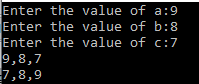 Enter the value of a:9
Enter the value of b:8
Enter the value of c:7
9,8,7
7,8,9